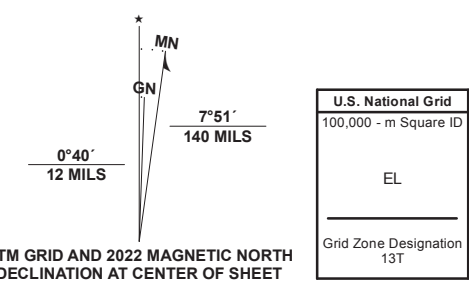 ★
MN
GN
7°51´
140 MILS
0°40´
12 MILS
TM GRID AND 2022 MAGNETIC NORTH
DECLINATION AT CENTER OF SHEET
U.S. National Grid
100,000 - m Square ID
EL
Grid Zone Designation
13T